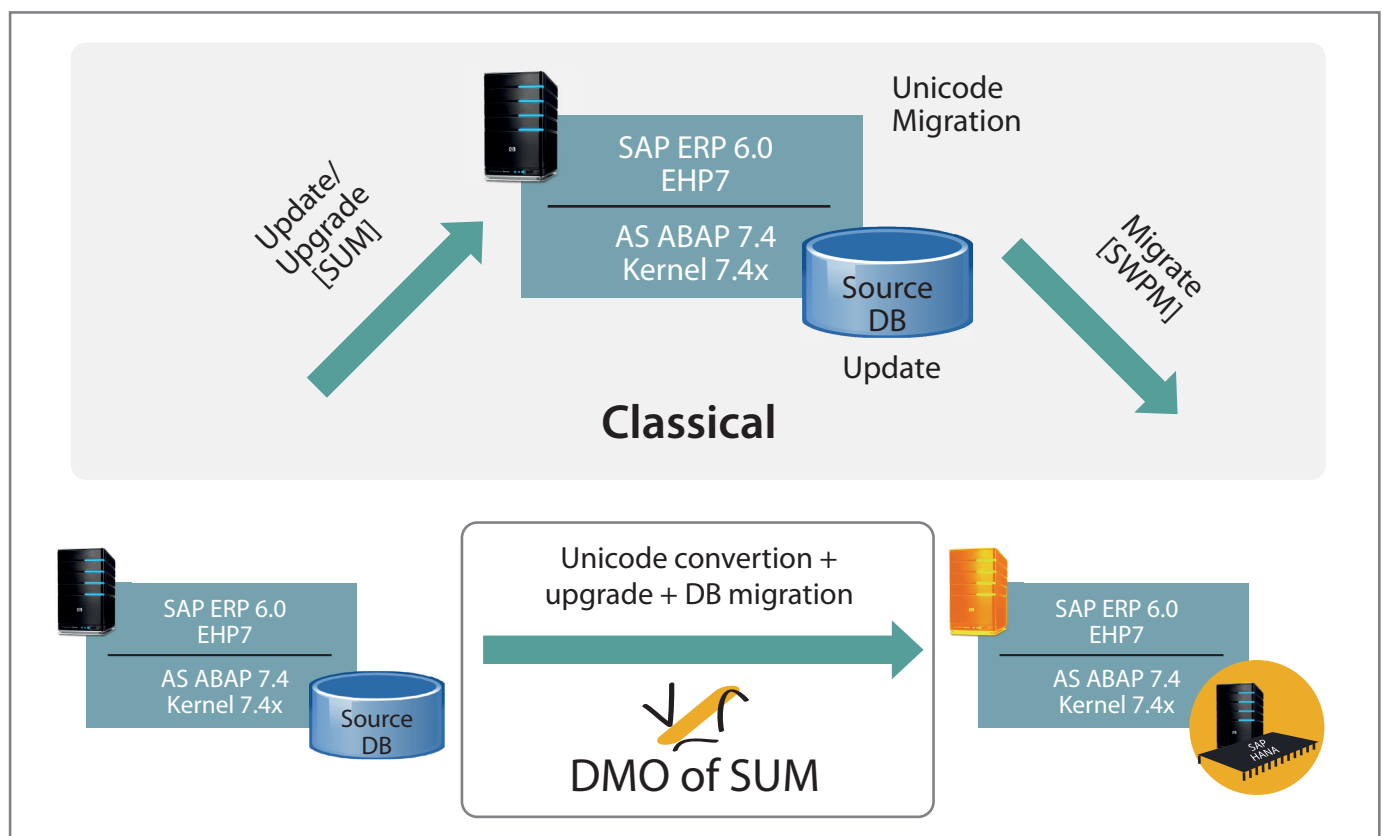 Unicode
Migration
SAP ERP 6.0
EHP7
Update/
Upgrade
[SUM]
AS ABAP 7.4
Kernel 7.4x
Migrate
[SWPM]
Source
DB
Update
Classical
SAP ERP 6.0
EHP7
AS ABAP 7.4
Kernel 7.4x
Source
DB
Unicode convertion +
upgrade + DB migration
DMO of SUM
SAP ERP 6.0
EHP7
AS ABAP 7.4
Kernel 7.4x
SAP
HANA